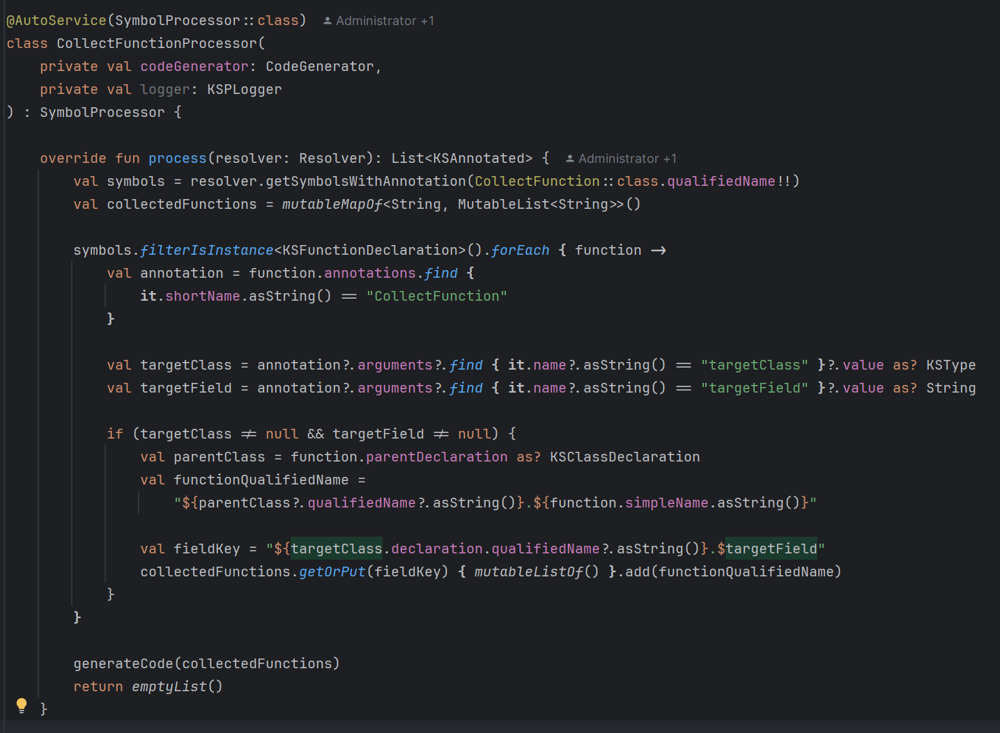 @AutoService(SymbolProcessor::class) Administrator +1
class CollectFunctionProcessor(
    private val codeGenerator: CodeGenerator,
    private val logger: KSPLogger
) : SymbolProcessor {
    override fun process(resolver: Resolver): List<KSAnnotated> { Administrator +1
        val symbols = resolver.getSymbolsWithAnnotation(CollectFunction::class.qualifiedName!!)
        val collectedFunctions = mutableMapOf<String, MutableList<String>>()
        symbols.filterIsInstance<KSFunctionDeclaration>().forEach { function ->
            val annotation = function.annotations.find {
                it.shortName.asString() == "CollectFunction"
            }
            val targetClass = annotation?.arguments?.find { it.name?.asString() == "targetClass" }?.value as? KSType
            val targetField = annotation?.arguments?.find { it.name?.asString() == "targetField" }?.value as? String
            if (targetClass != null && targetField != null) {
                val parentClass = function.parentDeclaration as? KSClassDeclaration
                val functionQualifiedName =
                    "${parentClass?.qualifiedName?.asString()}.${function.simpleName.asString()}"
                val fieldKey = "${targetClass.declaration.qualifiedName?.asString()}.$targetField"
                collectedFunctions.getOrPut(fieldKey) { mutableListOf() }.add(functionQualifiedName)
            }
        }
        generateCode(collectedFunctions)
        return emptyList()
    }